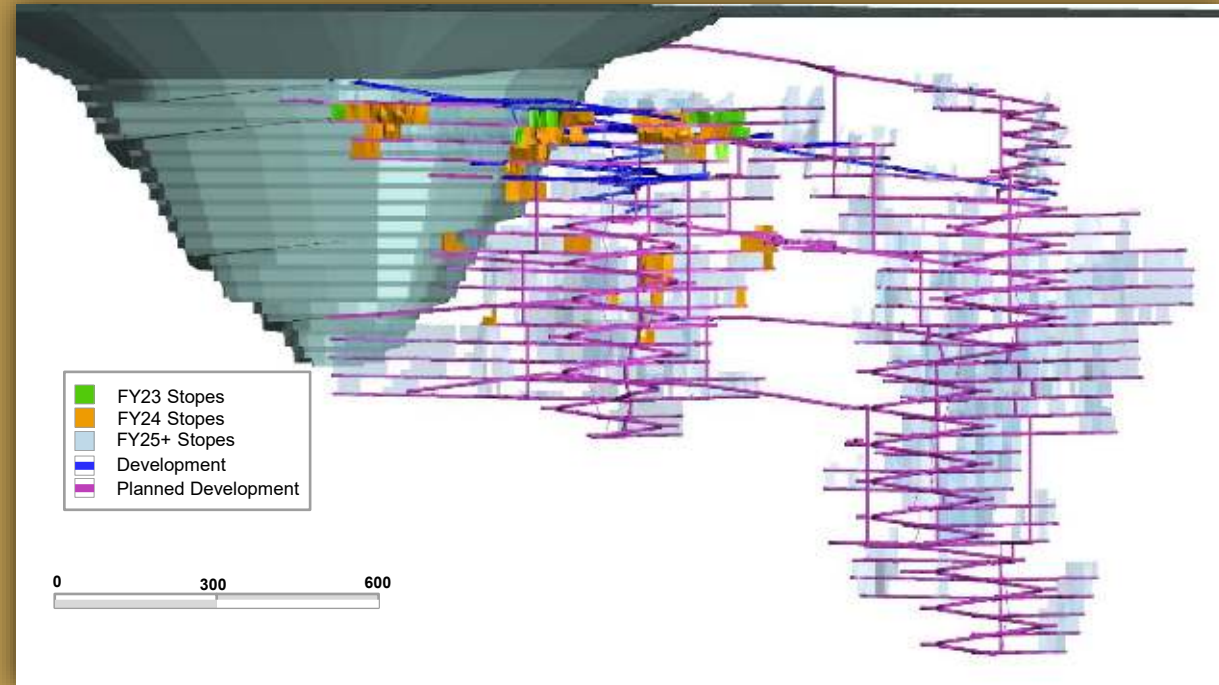 FY23 Stopes
FY24 Stopes
FY25+ Stopes
Development
Planned Development
0 300 600